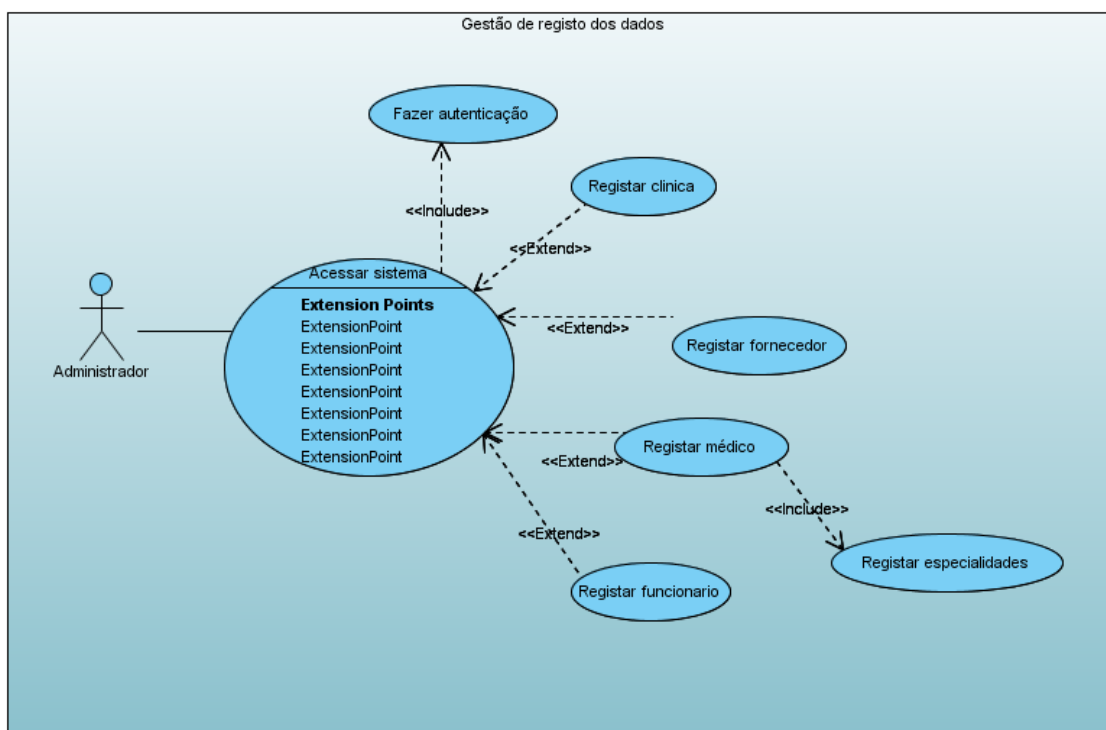 Gestão de registo dos dados
Fazer autenticação
Registar clinica
<<Include>>
<<Extend>>
Acessar sistema
Extension Points
ExtensionPoint
ExtensionPoint
ExtensionPoint
ExtensionPoint
ExtensionPoint
ExtensionPoint
ExtensionPoint
<<Extend>>
Registar fornecedor
Administrador
Registar médico
<<Extend>>
<<Include>>
<<Extend>>
Registar especialidades
Registar funcionario